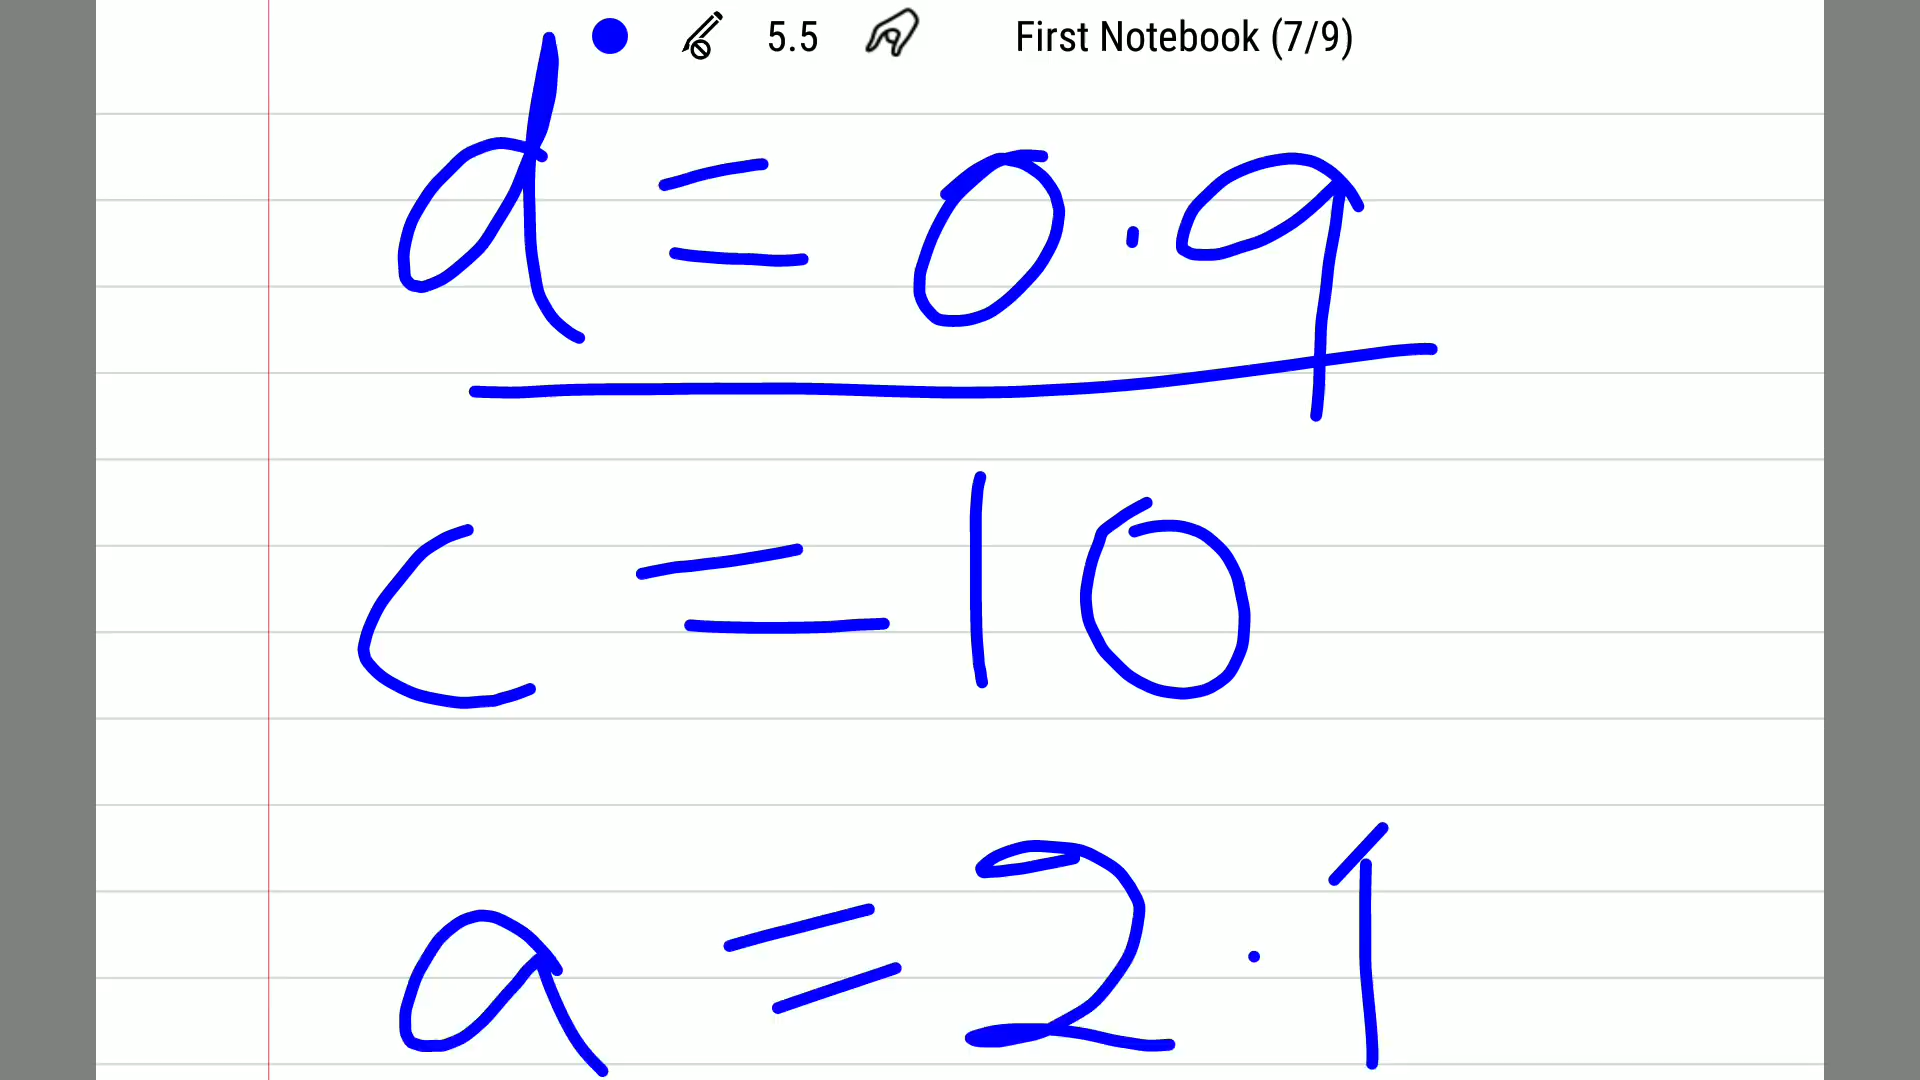 5.5 First Notebook (7/9)
d = 0.9
c = 10
a = 2.1